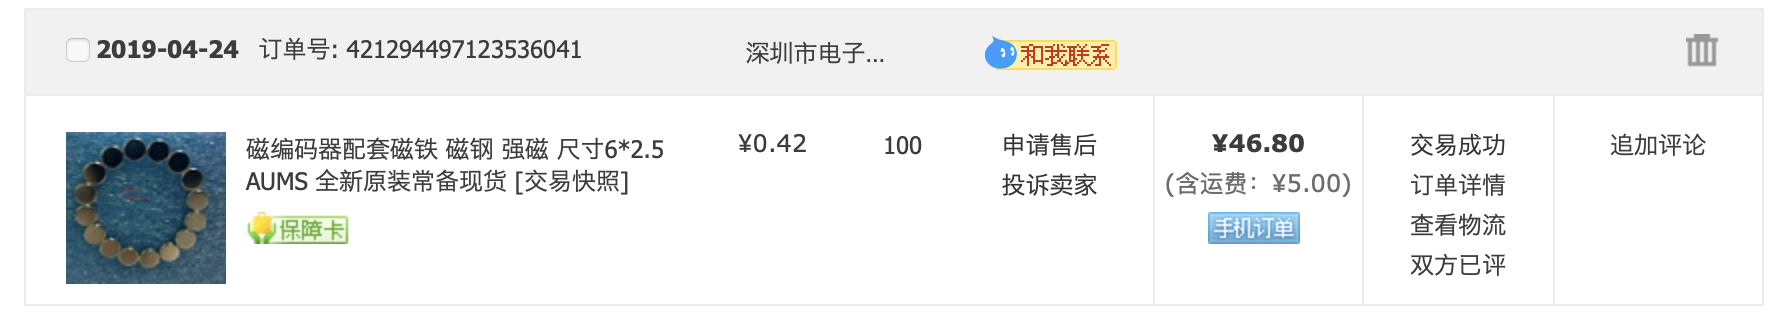 2019-04-24 订单号: 421294497123536041 深圳市电子... 和我联系
磁编码器配套磁铁 磁钢 强磁 尺寸6*2.5
AUMS 全新原装常备现货 [交易快照]
保障卡
¥0.42
100
申请售后
投诉卖家
¥46.80
(含运费：¥5.00)
手机订单
交易成功
订单详情
查看物流
双方已评
追加评论